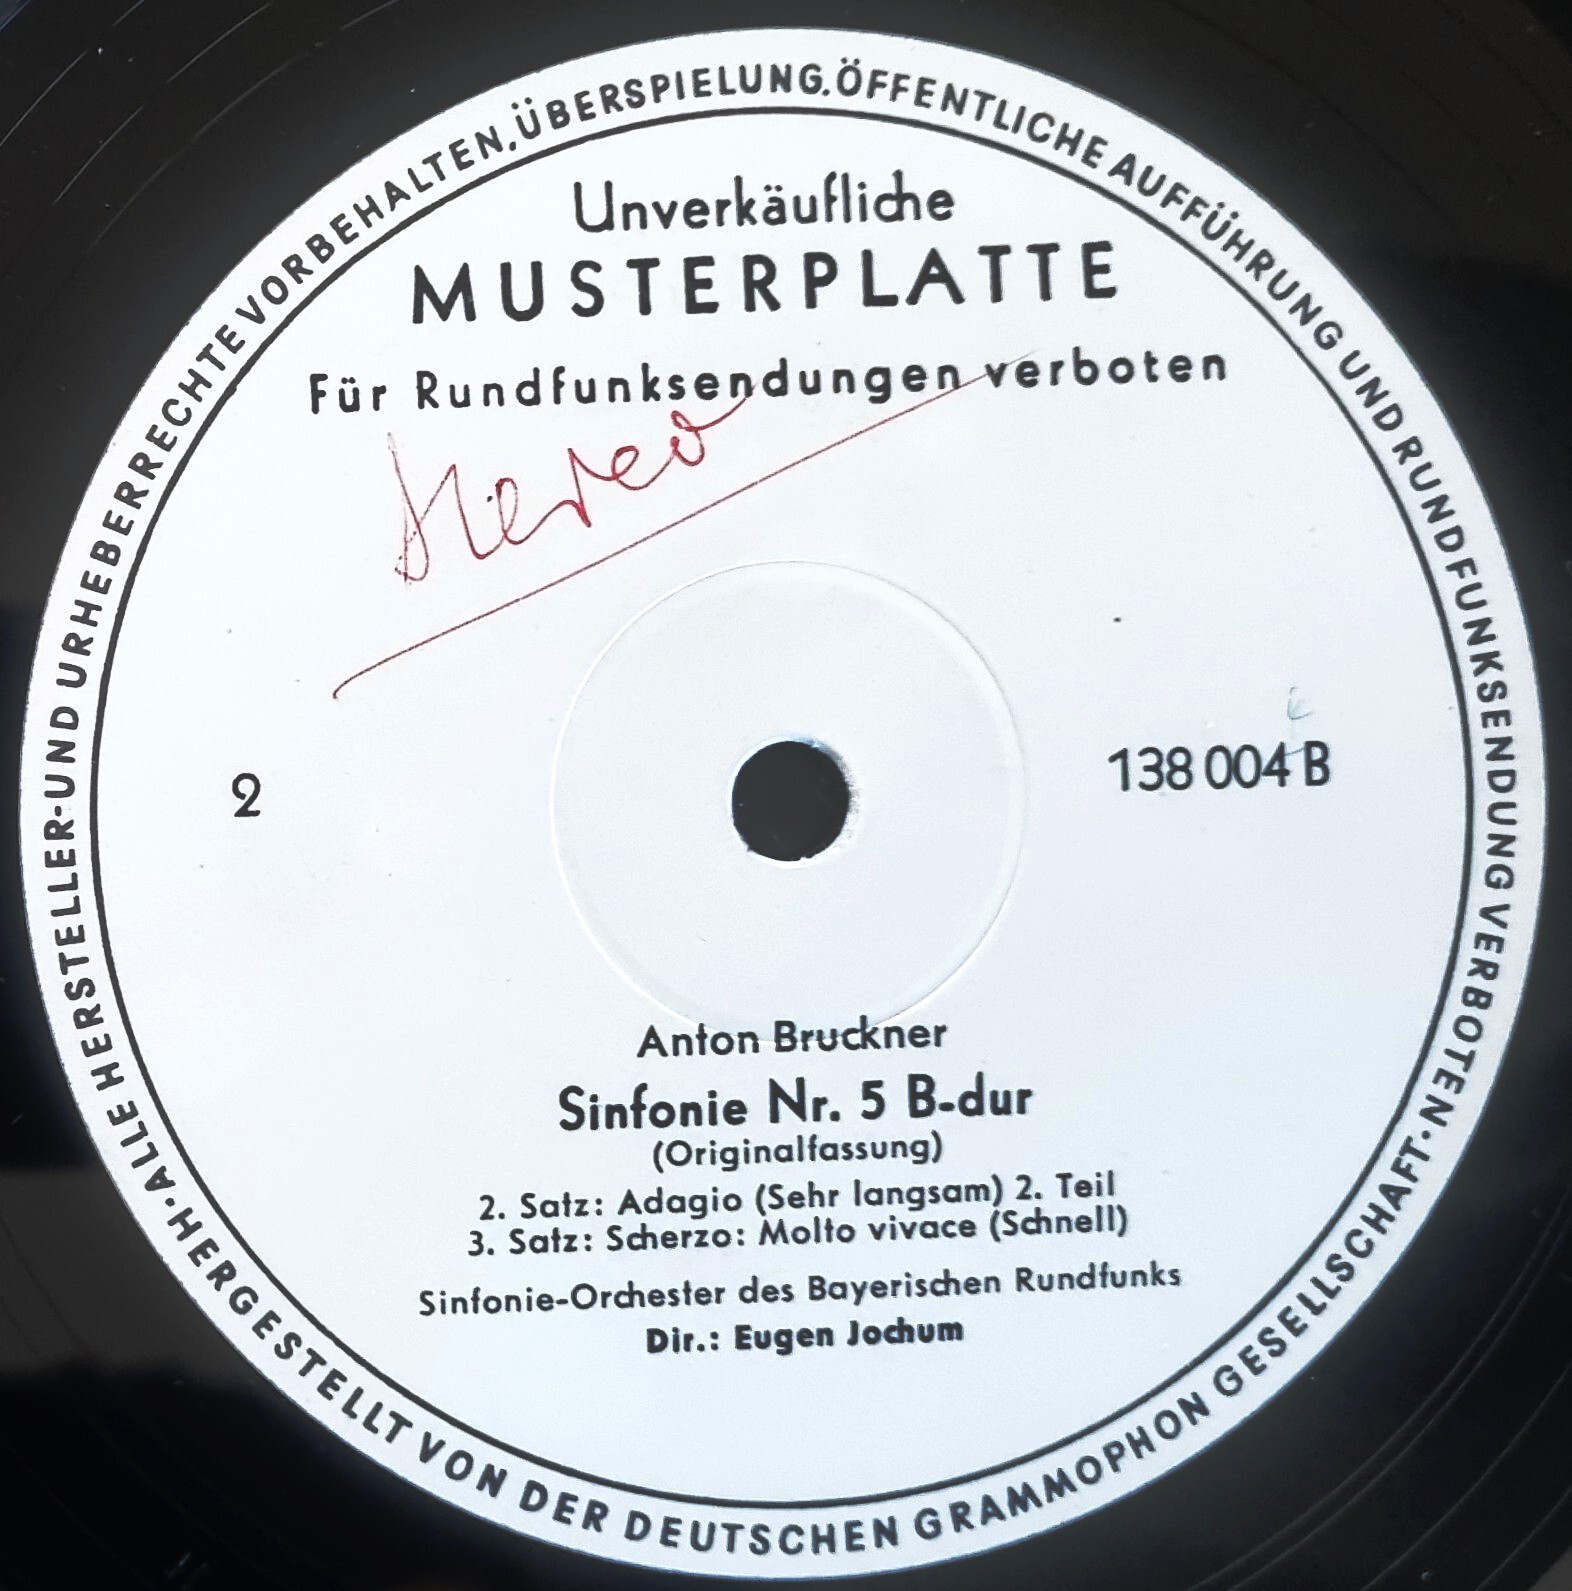 ALLE HERSTELLER-UND URHEBERRECHTE VORBEHALTEN, ÜBERSPIELUNG. ÖFFENTLICHE AUFFÜHRUNG UND RUNDFUNKSENDUNG VERBOTEN·
HERGESTELLT VON DER DEUTSCHEN GRAMMOPHON GESELLSCHAFT·
Unverkäufliche
MUSTERPLATTE
Für Rundfunksendungen verboten
Stereo
2
138 004 B
Anton Bruckner
Sinfonie Nr. 5 B-dur
(Originalfassung)
2. Satz: Adagio (Sehr langsam) 2. Teil
3. Satz: Scherzo: Molto vivace (Schnell)
Sinfonie-Orchester des Bayerischen Rundfunks
Dir.: Eugen Jochum